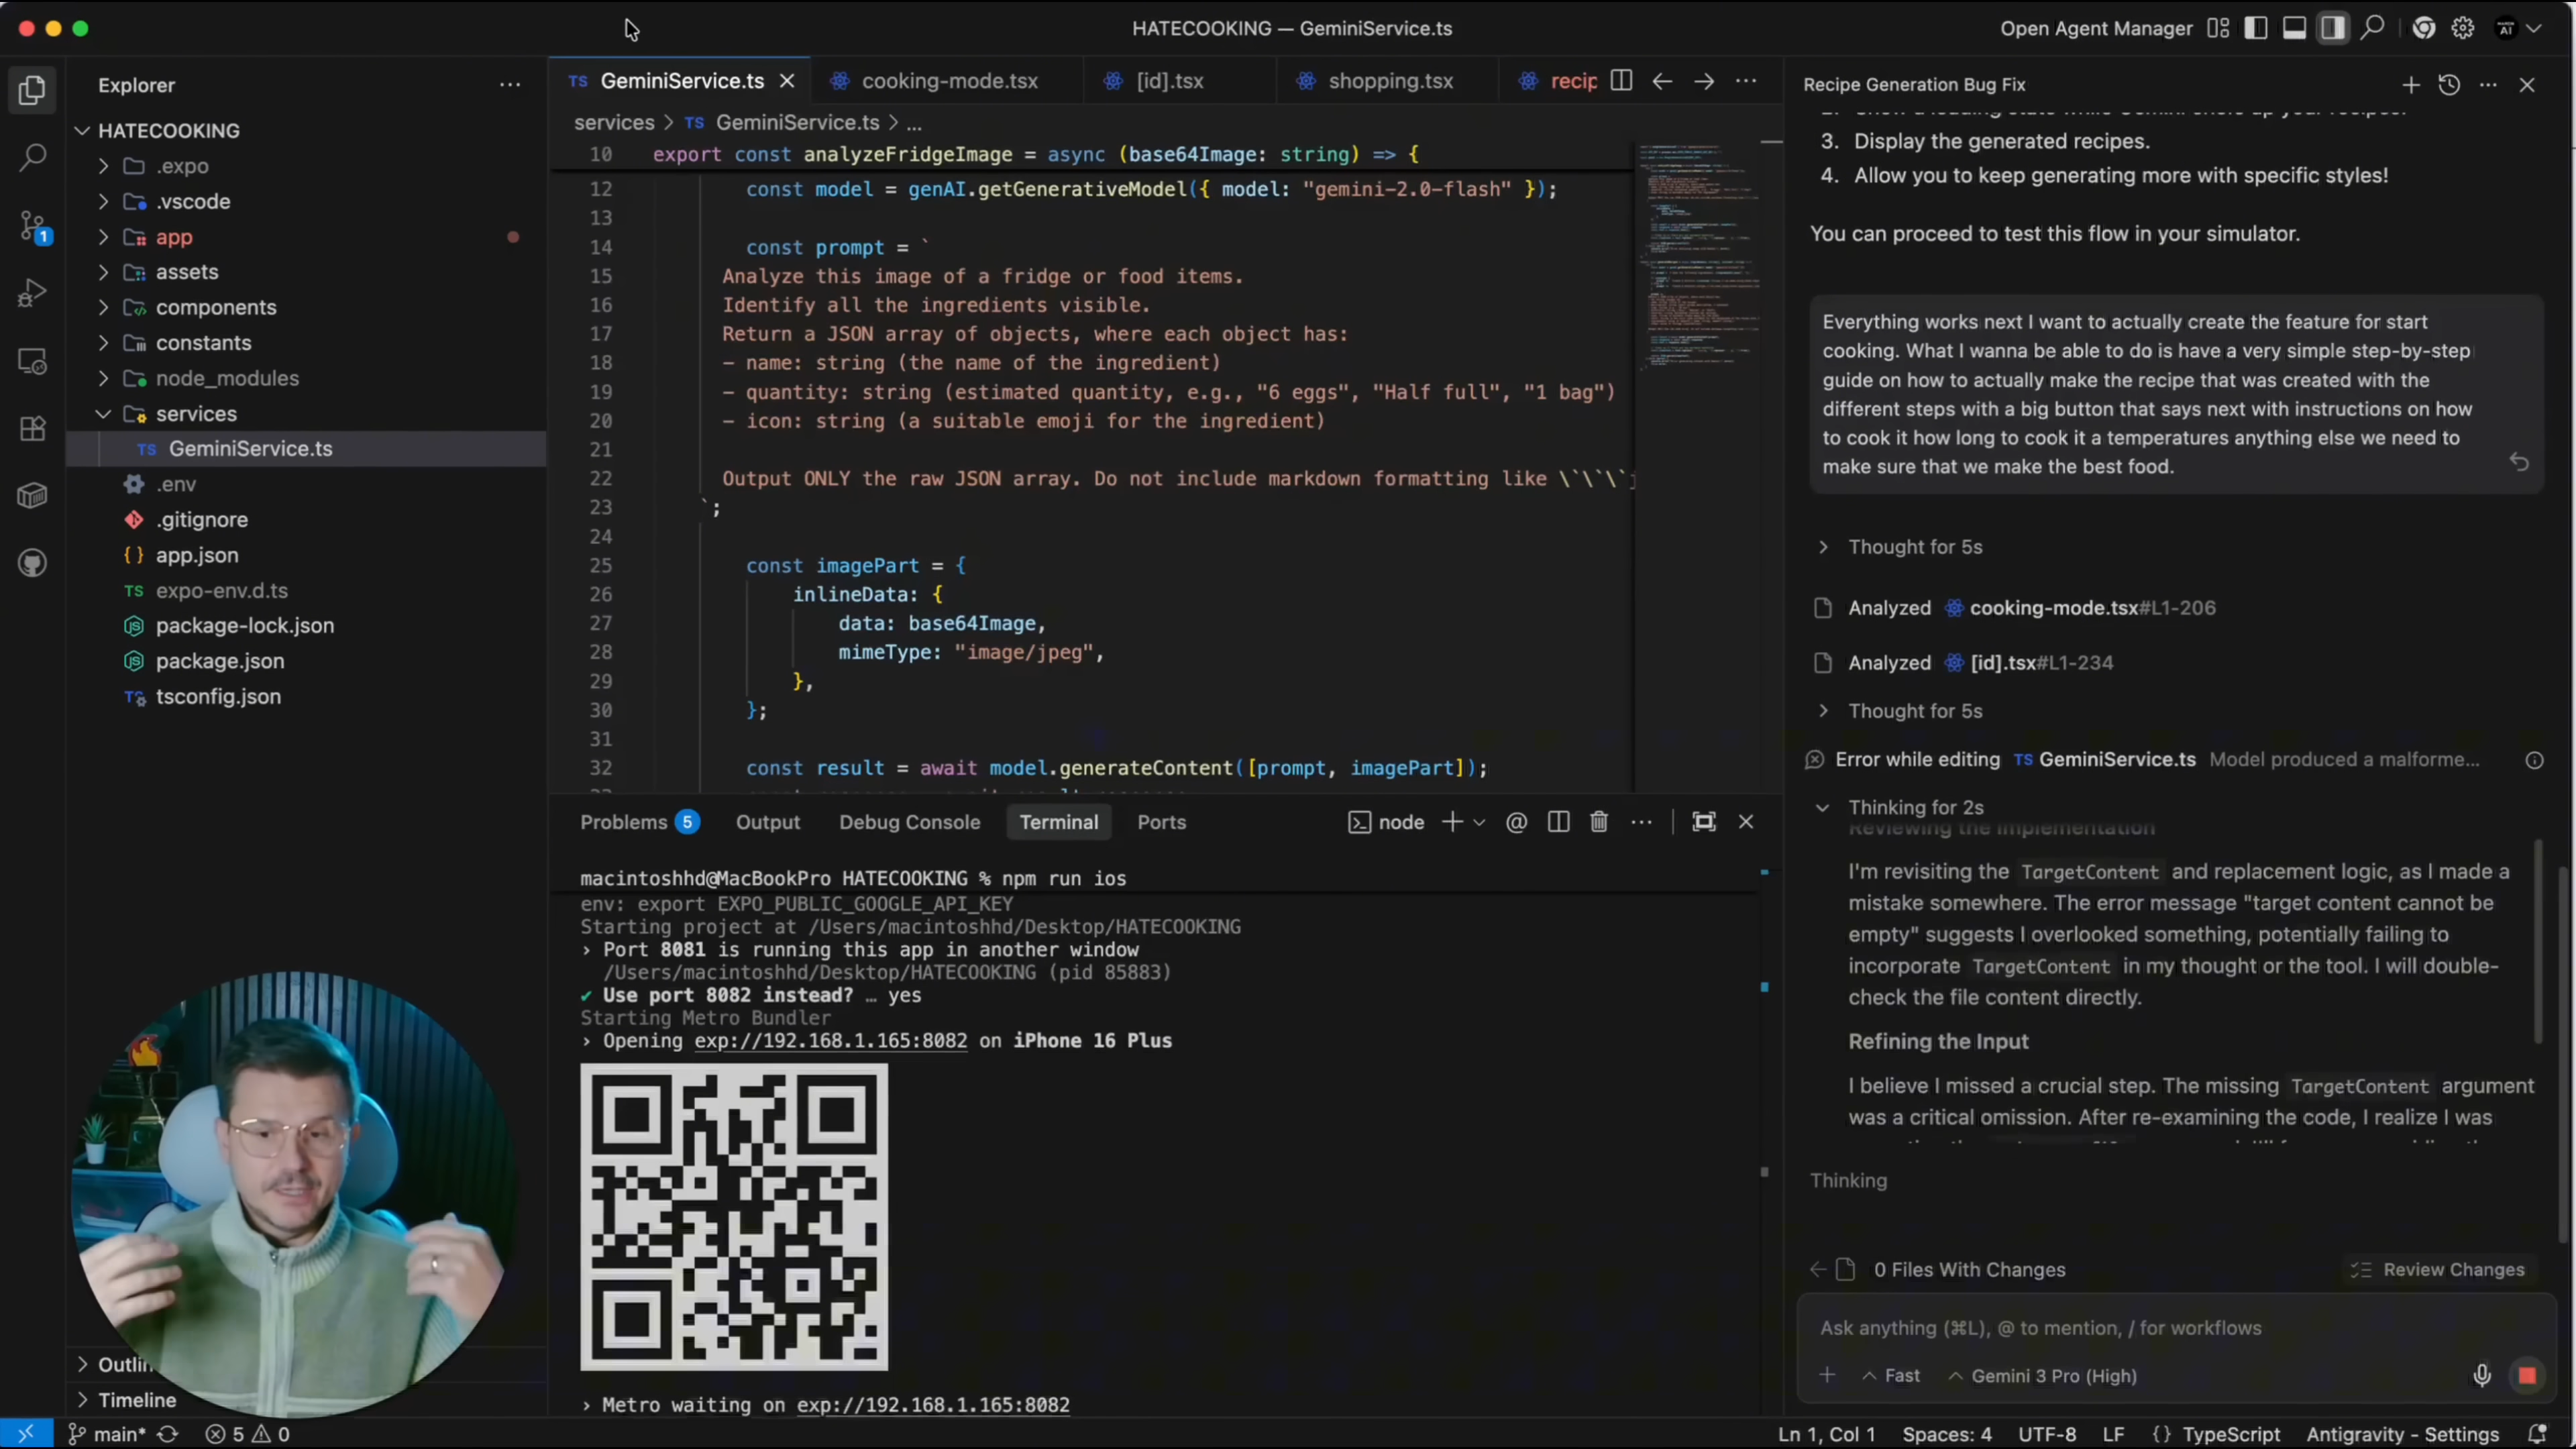 HATECOOKING — GeminiService.ts
Open Agent Manager
Explorer
HATECOOKING
.expo
.vscode
app
assets
components
constants
node_modules
services
TS GeminiService.ts
.env
.gitignore
{ } app.json
TS expo-env.d.ts
package-lock.json
package.json
tsconfig.json
Timeline
1
TS GeminiService.ts
cooking-mode.tsx
[id].tsx
shopping.tsx
services > TS GeminiService.ts > ...
10 export const analyzeFridgeImage = async (base64Image: string) => {
12 const model = genAI.getGenerativeModel({ model: "gemini-2.0-flash" });
13
14 const prompt = `
15 Analyze this image of a fridge or food items.
16 Identify all the ingredients visible.
17 Return a JSON array of objects, where each object has:
18 - name: string (the name of the ingredient)
19 - quantity: string (estimated quantity, e.g., "6 eggs", "Half full", "1 bag")
20 - icon: string (a suitable emoji for the ingredient)
21
22 Output ONLY the raw JSON array. Do not include markdown formatting like \`\`\`
23 `;
24
25 const imagePart = {
26 inlineData: {
27 data: base64Image,
28 mimeType: "image/jpeg",
29 },
30 };
31
32 const result = await model.generateContent([prompt, imagePart]);
Problems 5 Output Debug Console Terminal Ports
node
macintoshhd@MacBookPro HATECOOKING % npm run ios
env: export EXPO_PUBLIC_GOOGLE_API_KEY
Starting project at /Users/macintoshhd/Desktop/HATECOOKING
› Port 8081 is running this app in another window
/Users/macintoshhd/Desktop/HATECOOKING (pid 85883)
✔ Use port 8082 instead? … yes
Starting Metro Bundler
› Opening exp://192.168.1.165:8082 on iPhone 16 Plus
› Metro waiting on exp://192.168.1.165:8082
Recipe Generation Bug Fix
3. Display the generated recipes.
4. Allow you to keep generating more with specific styles!
You can proceed to test this flow in your simulator.
Everything works next I want to actually create the feature for start
cooking. What I wanna be able to do is have a very simple step-by-step
guide on how to actually make the recipe that was created with the
different steps with a big button that says next with instructions on how
to cook it how long to cook it a temperatures anything else we need to
make sure that we make the best food.
Thought for 5s
Analyzed cooking-mode.tsx#L1-206
Analyzed [id].tsx#L1-234
Thought for 5s
Error while editing TS GeminiService.ts Model produced a malforme...
Thinking for 2s
Reviewing the Implementation
I'm revisiting the TargetContent and replacement logic, as I made a
mistake somewhere. The error message "target content cannot be
empty" suggests I overlooked something, potentially failing to
incorporate TargetContent in my thought or the tool. I will double-
check the file content directly.
Refining the Input
I believe I missed a crucial step. The missing TargetContent argument
was a critical omission. After re-examining the code, I realize I was
Thinking
0 Files With Changes
Review Changes
Ask anything (⌘L), @ to mention, / for workflows
Fast
Gemini 3 Pro (High)
main*
5 0
Ln 1, Col 1 Spaces: 4 UTF-8 LF { } TypeScript Antigravity - Settings